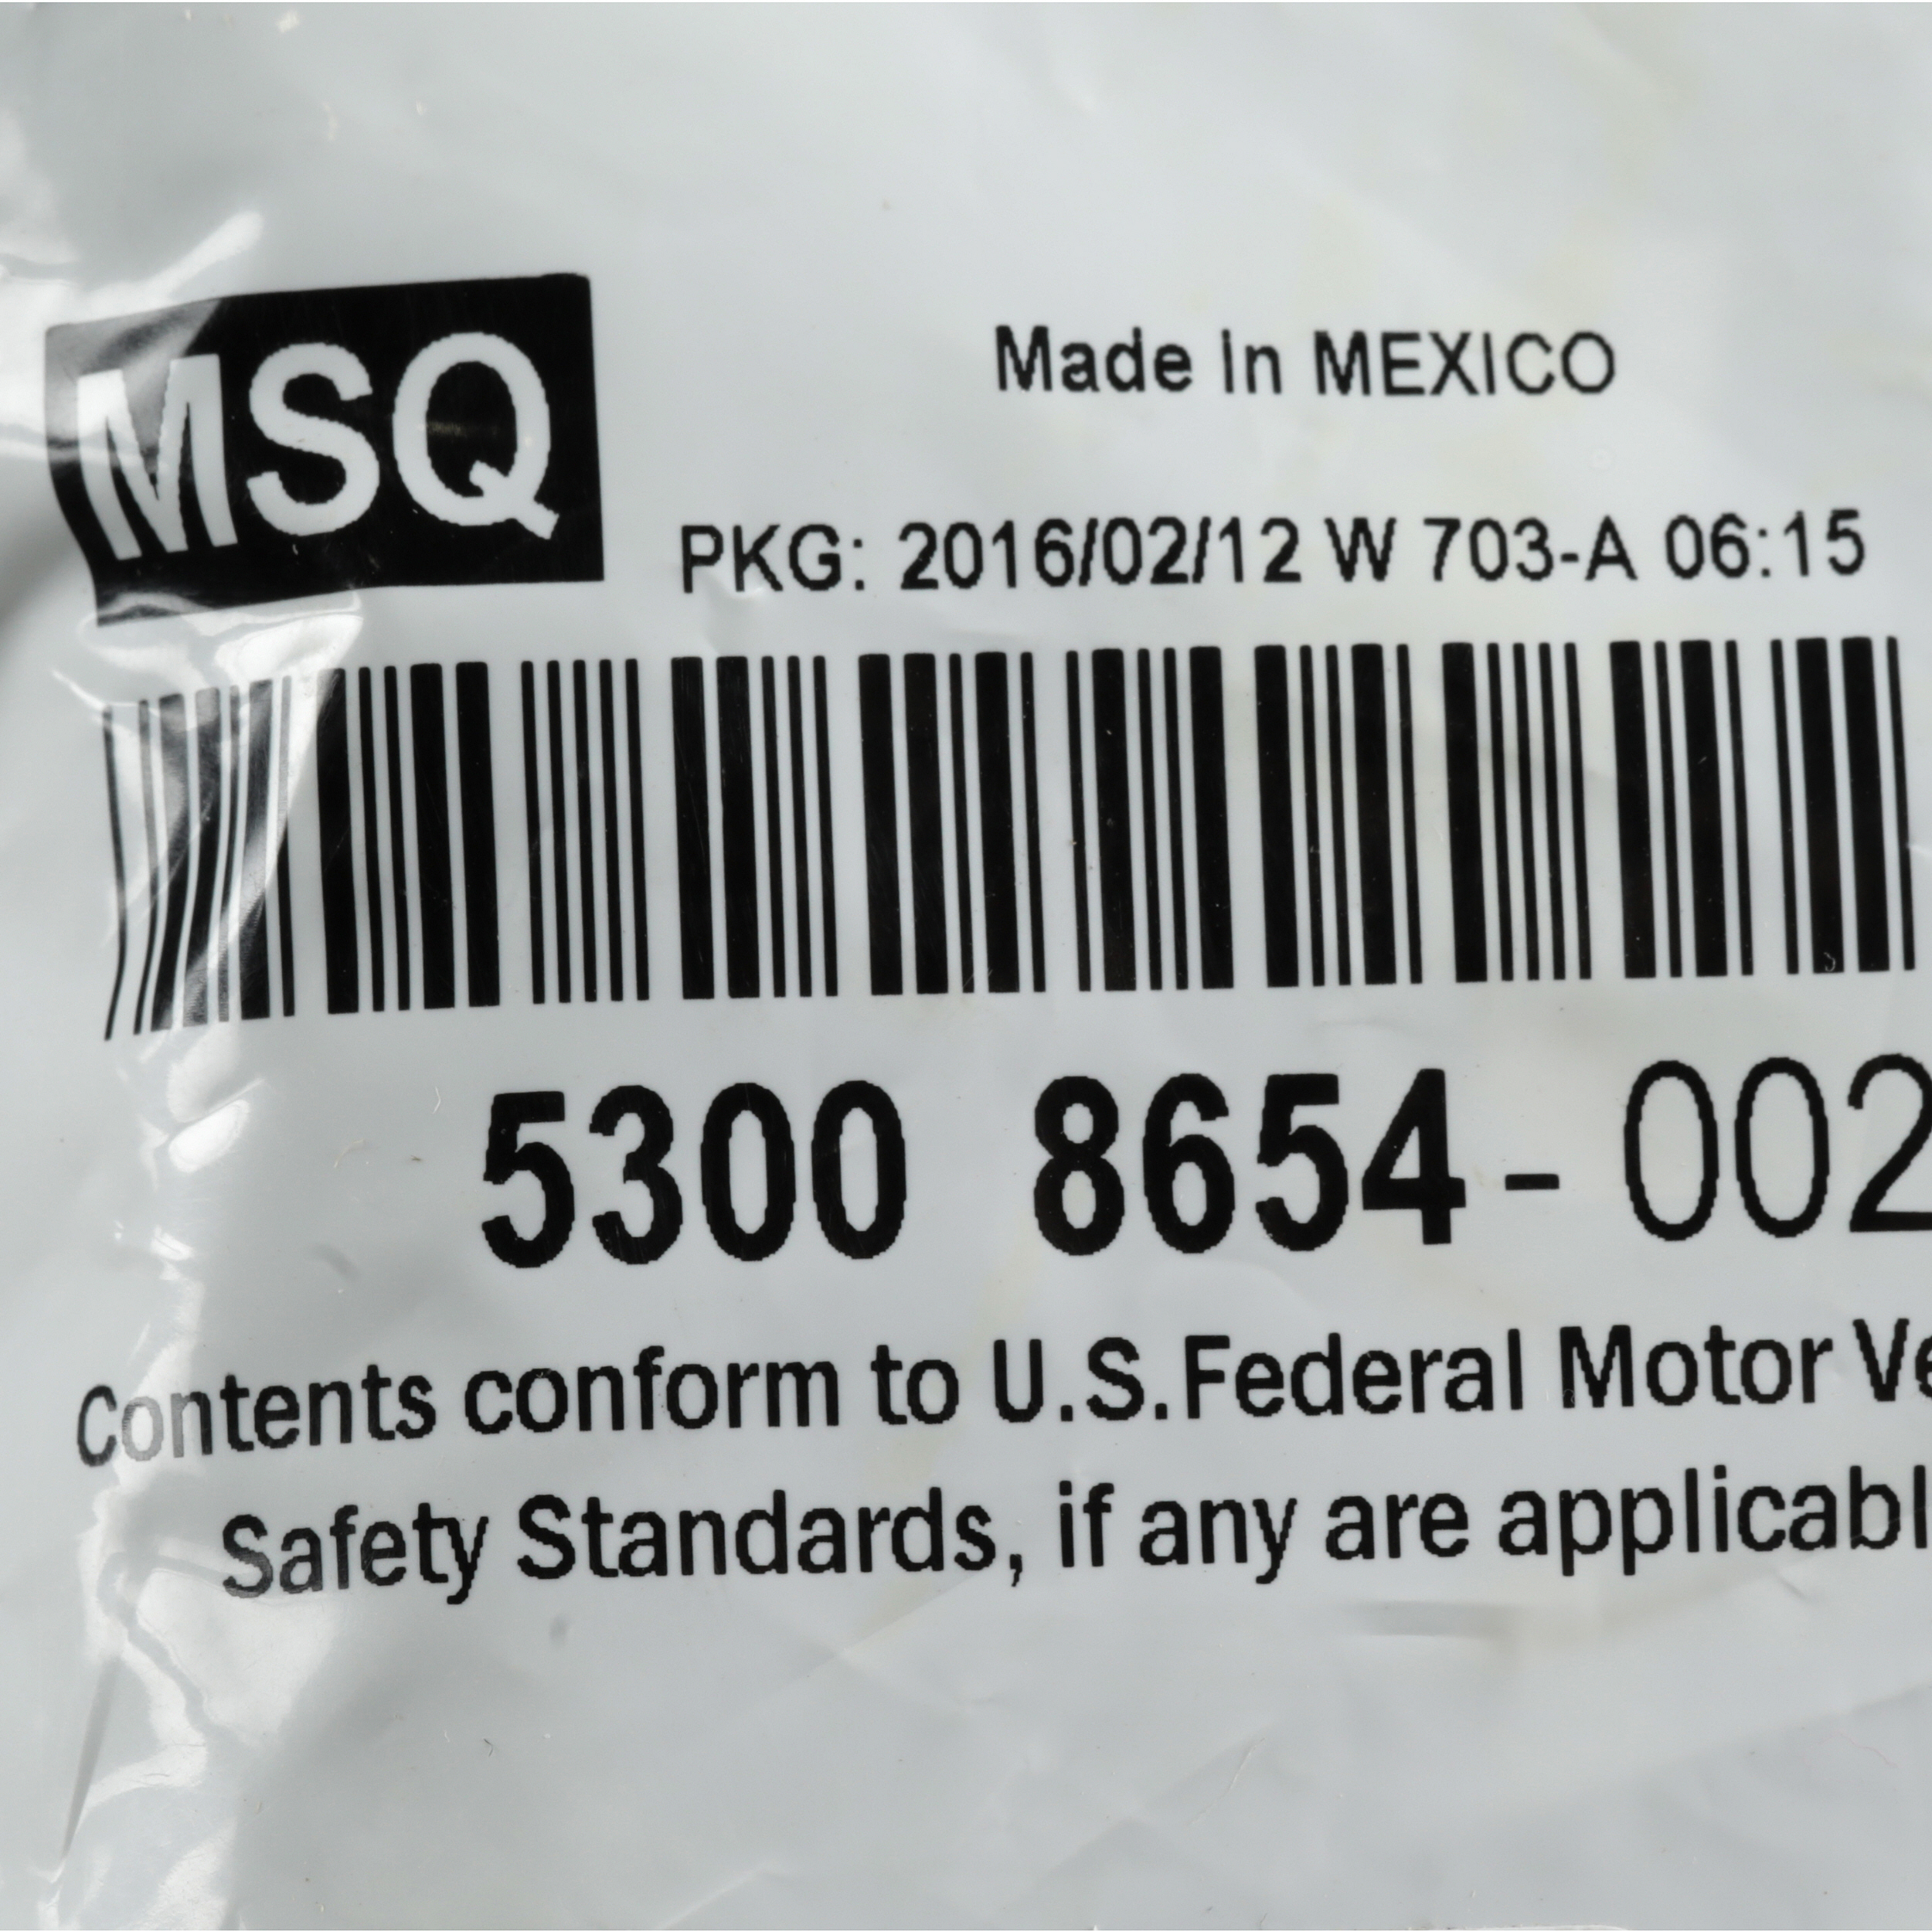 MSQ
Made In MEXICO
PKG: 2016/02/12 W 703-A 06:15
5300 8654- 002
Contents conform to U.S.Federal Motor
Safety Standards, if any are